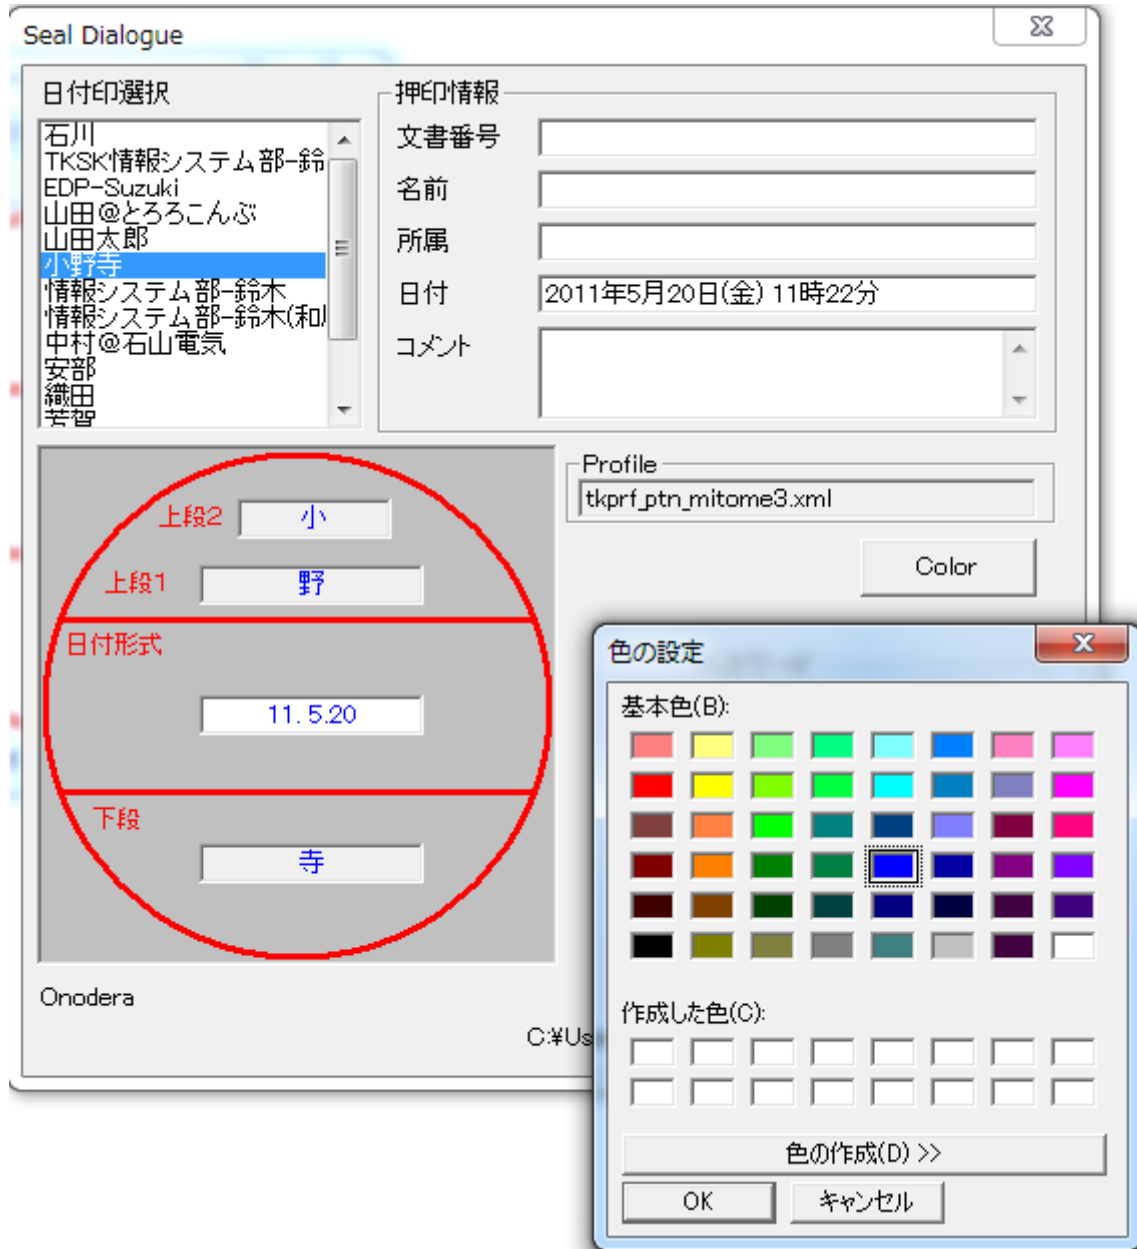 Seal Dialogue
日付印選択
石川
TKSK情報システム部-鈴
EDP-Suzuki
山田@とろろこんぶ
山田太郎
小野寺
情報システム部-鈴木
情報システム部-鈴木(和
中村@石山電気
安部
織田
芳賀
押印情報
文書番号
名前
所属
日付 2011年5月20日(金) 11時22分
コメント
上段2 小
上段1 野
日付形式
11. 5.20
下段
寺
Profile
tkprf_ptn_mitome3.xml
Color
Onodera
C:¥Us
色の設定
基本色(B):
作成した色(C):
色の作成(D) >>
OK キャンセル